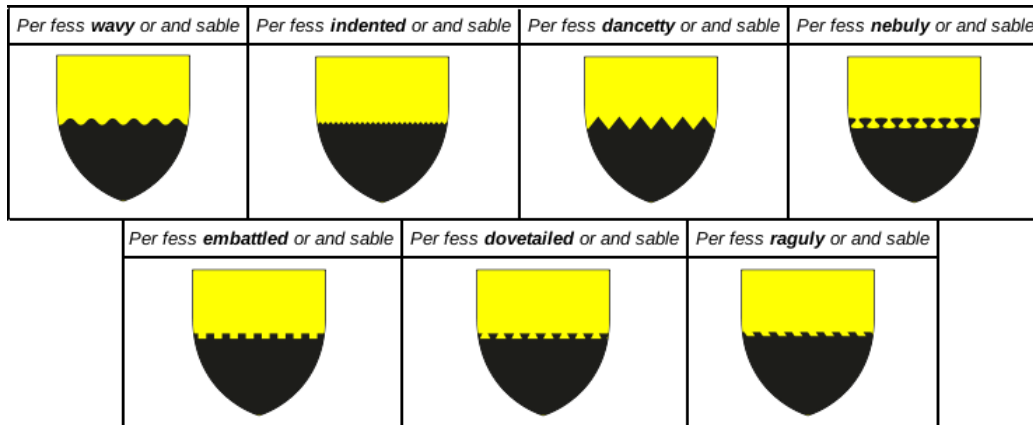 Per fess wavy or and sable
Per fess indented or and sable
Per fess dancetty or and sable
Per fess nebuly or and sable
Per fess embattled or and sable
Per fess dovetailed or and sable
Per fess raguly or and sable